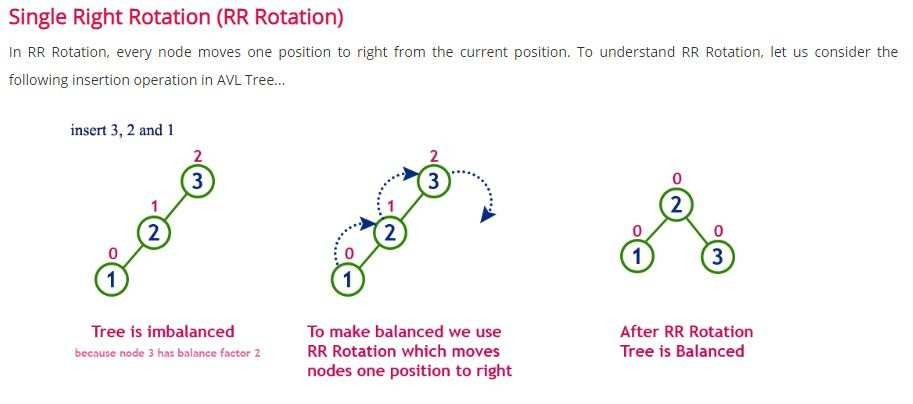 Single Right Rotation (RR Rotation)
In RR Rotation, every node moves one position to right from the current position. To understand RR Rotation, let us consider the
following insertion operation in AVL Tree...
insert 3, 2 and 1
2
3
1
2
0
1
Tree is imbalanced
because node 3 has balance factor 2
2
3
1
2
0
1
To make balanced we use
RR Rotation which moves
nodes one position to right
0
2
0
0
1
3
After RR Rotation
Tree is Balanced